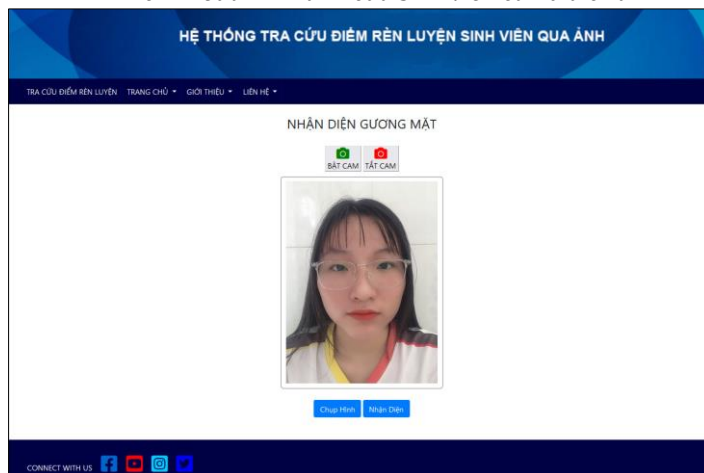 HỆ THỐNG TRA CỨU ĐIỂM RÈN LUYỆN SINH VIÊN QUA ẢNH
TRA CỨU ĐIỂM RÈN LUYỆN TRANG CHỦ GIỚI THIỆU LIÊN HỆ
NHẬN DIỆN GƯƠNG MẶT
BẬT CAM TẮT CAM
Chụp Hình Nhận Diện
CONNECT WITH US